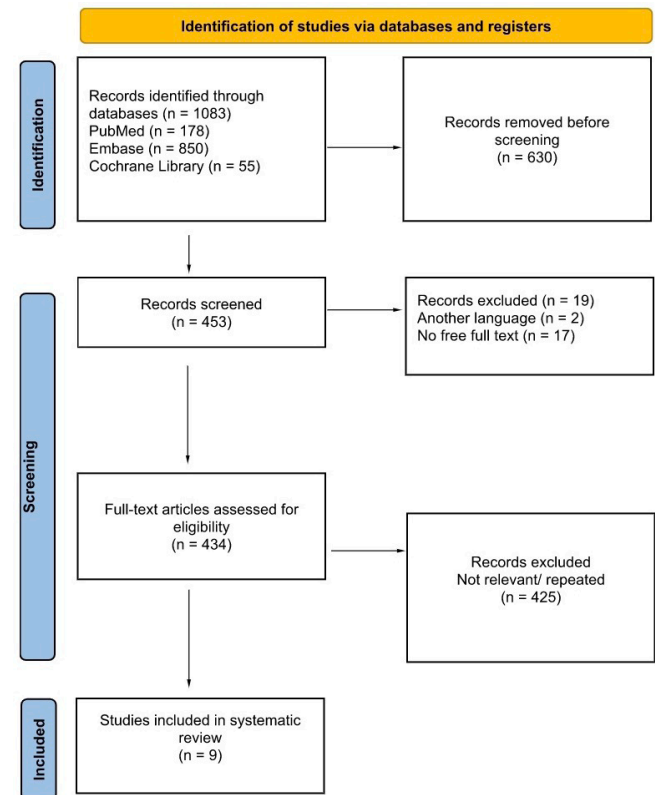 Identification of studies via databases and registers
Identification
Records identified through
databases (n = 1083)
PubMed (n = 178)
Embase (n = 850)
Cochrane Library (n = 55)
Records removed before
screening
(n = 630)
Screening
Records screened
(n = 453)
Records excluded (n = 19)
Another language (n = 2)
No free full text (n = 17)
Full-text articles assessed for
eligibility
(n = 434)
Records excluded
Not relevant/ repeated
(n = 425)
Included
Studies included in systematic
review
(n = 9)